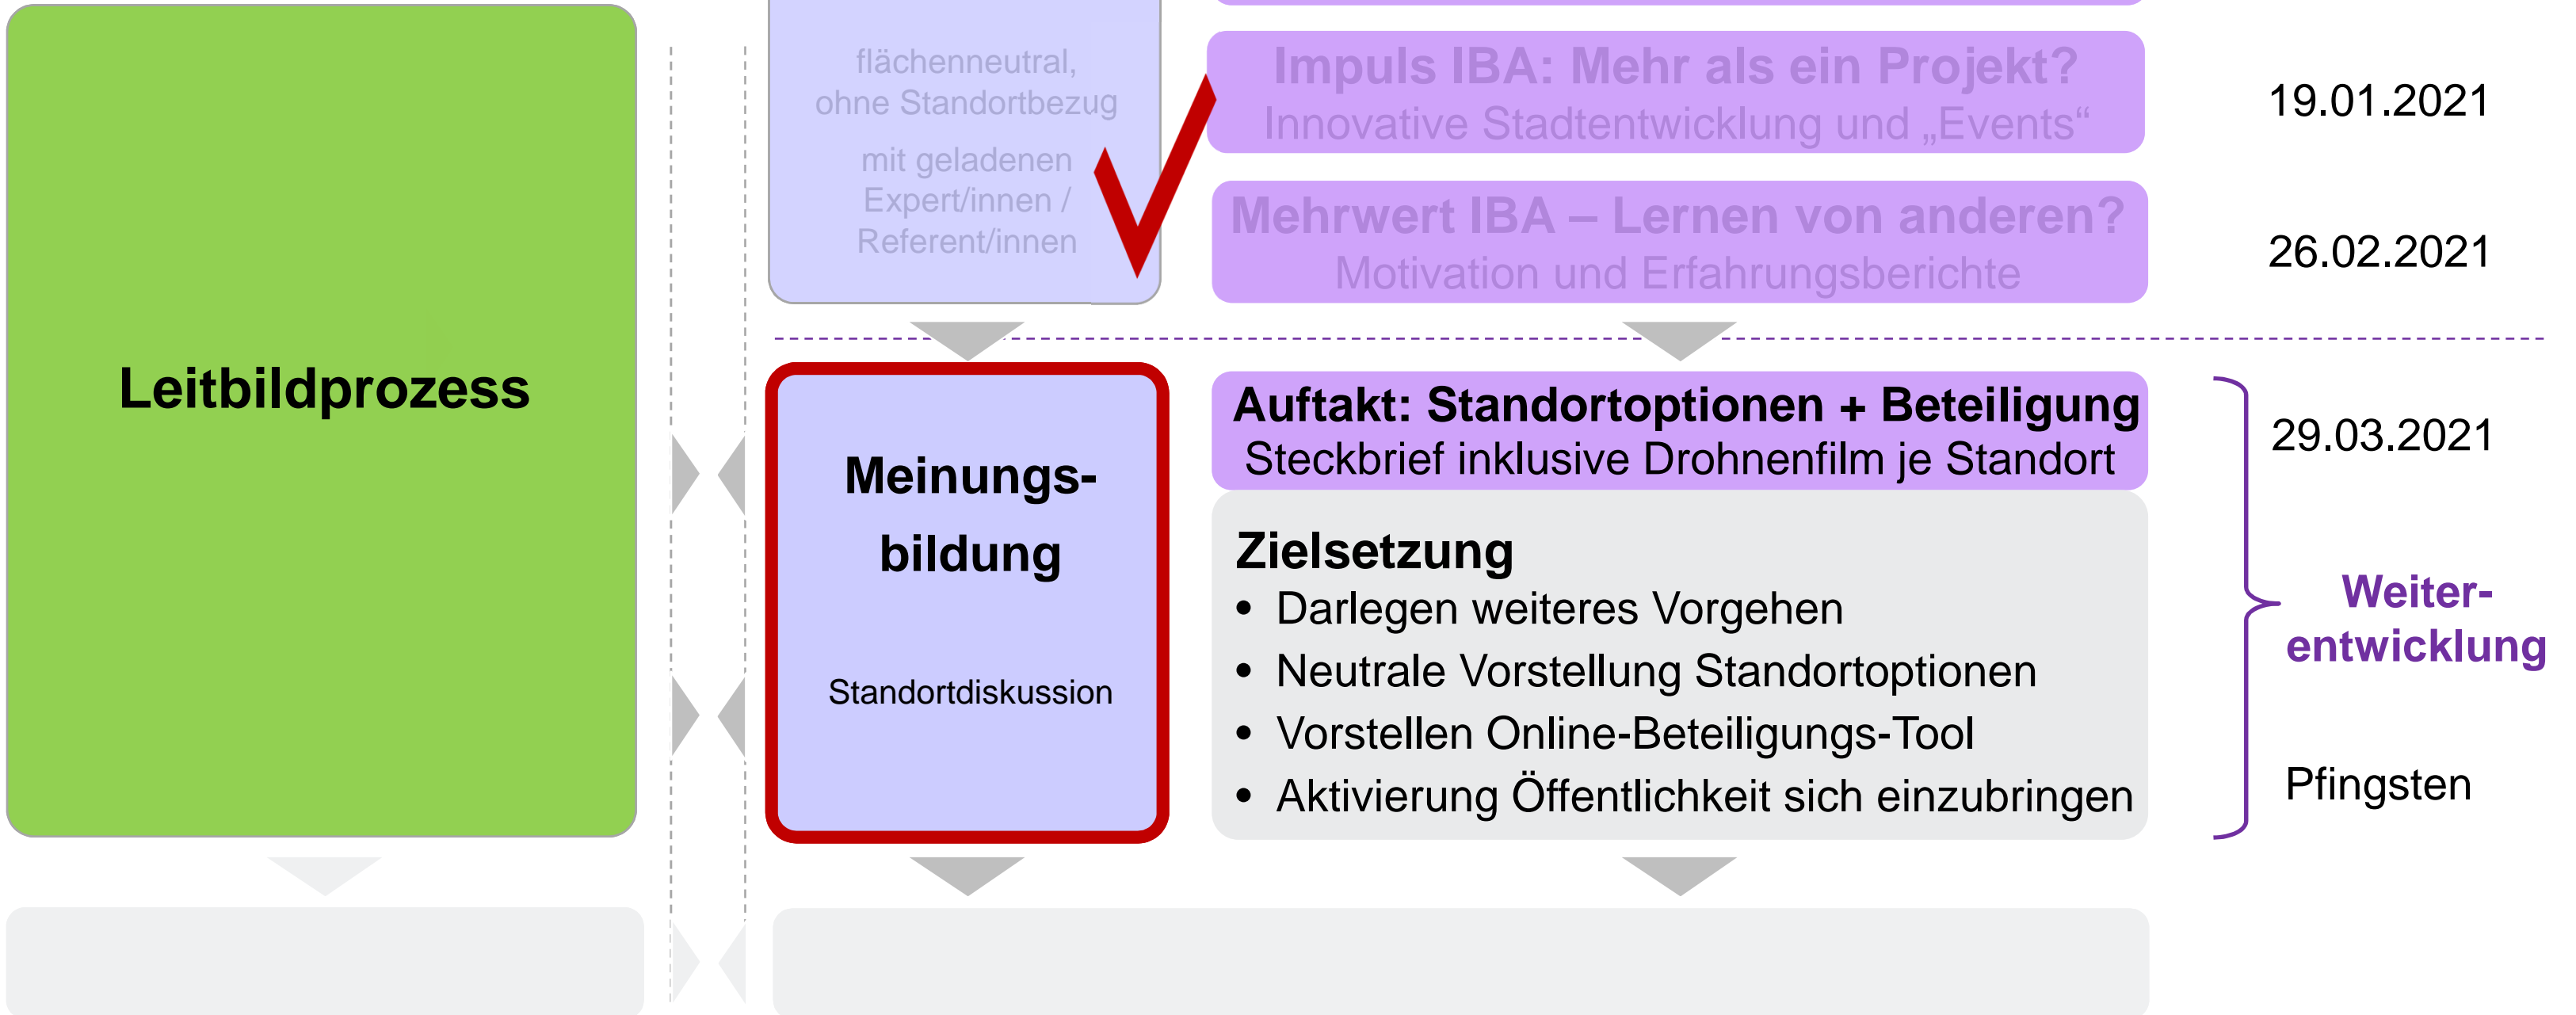 flächenneutral,
ohne Standortbezug
mit geladenen
Expert/innen /
Referent/innen
Impuls IBA: Mehr als ein Projekt?
Innovative Stadtentwicklung und „Events“
19.01.2021
Mehrwert IBA – Lernen von anderen?
Motivation und Erfahrungsberichte
26.02.2021
Leitbildprozess
Meinungs-
bildung
Standortdiskussion
Auftakt: Standortoptionen + Beteiligung
Steckbrief inklusive Drohnenfilm je Standort
29.03.2021
Zielsetzung
• Darlegen weiteres Vorgehen
• Neutrale Vorstellung Standortoptionen
• Vorstellen Online-Beteiligungs-Tool
• Aktivierung Öffentlichkeit sich einzubringen
Weiter-
entwicklung
Pfingsten